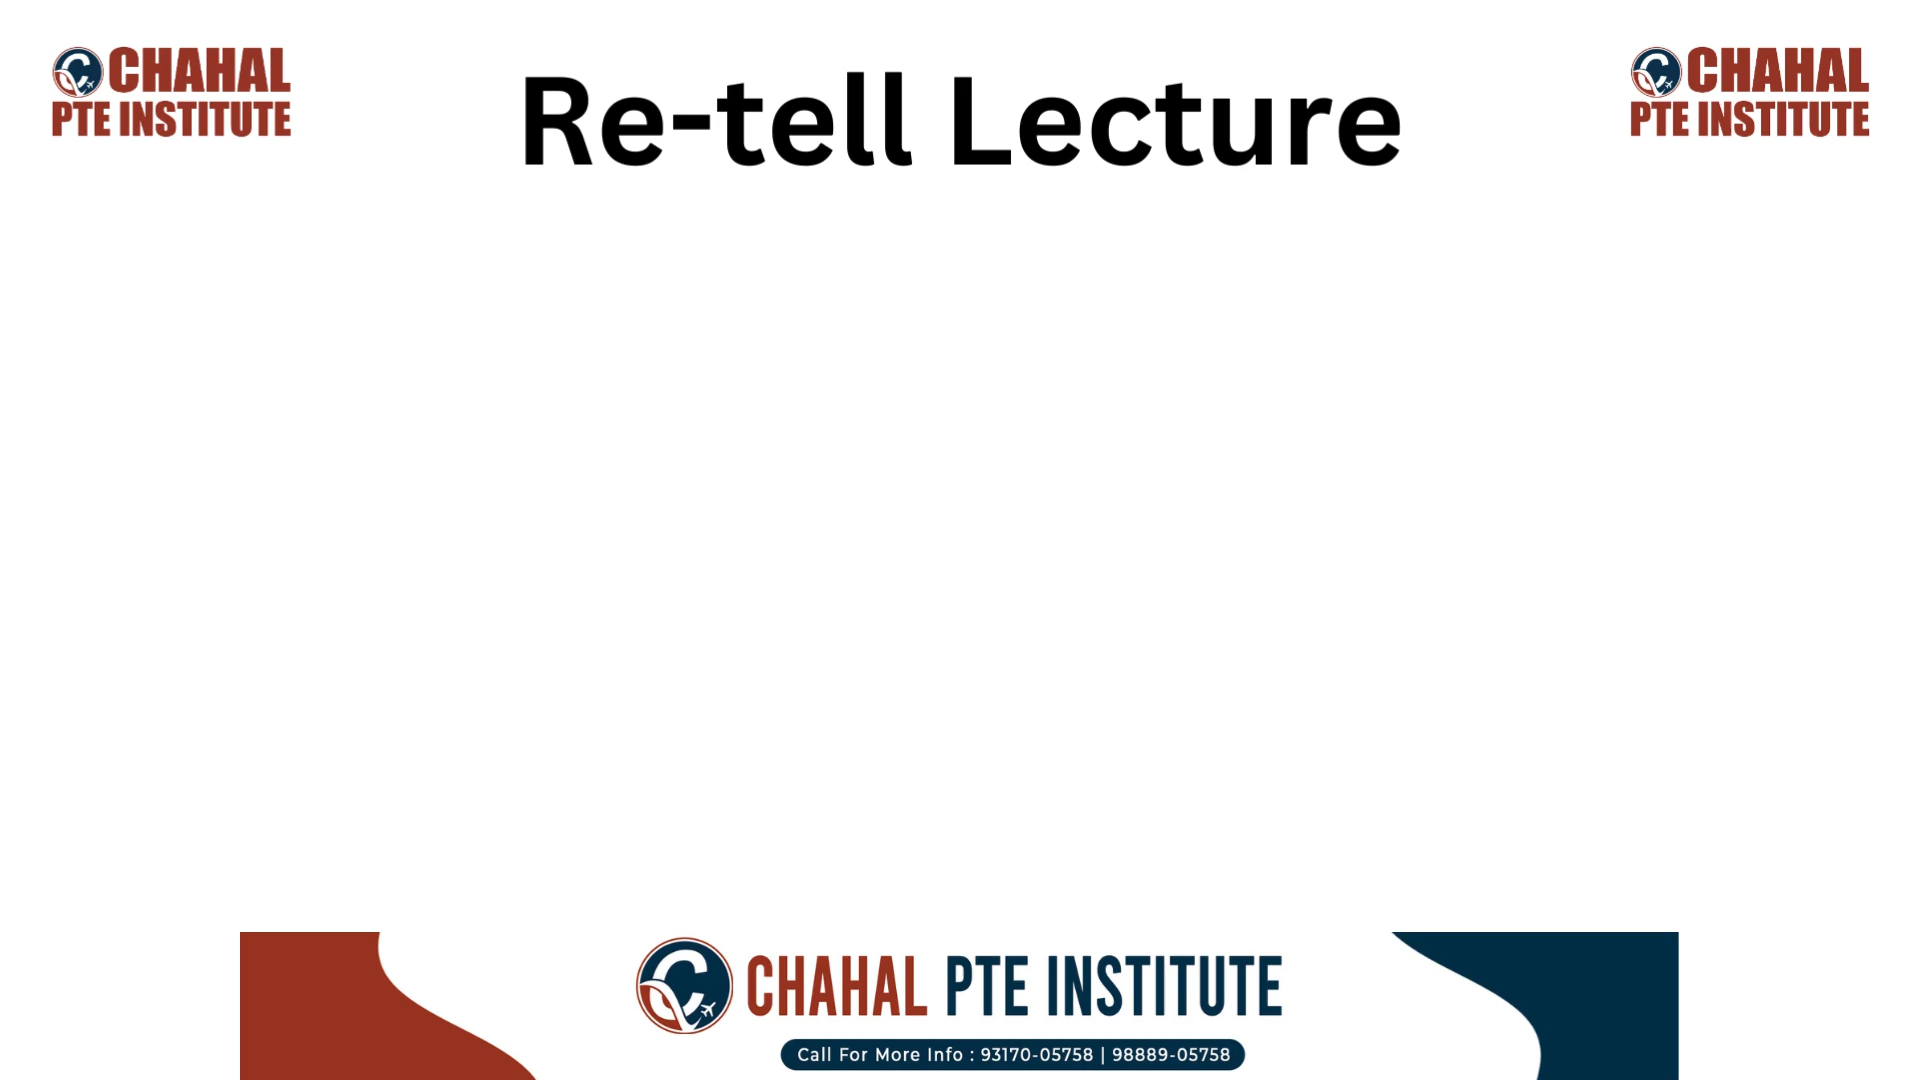 CHAHAL
PTE INSTITUTE
Re-tell Lecture
CHAHAL
PTE INSTITUTE
CHAHAL PTE INSTITUTE
Call For More Info : 93170-05758 | 98889-05758